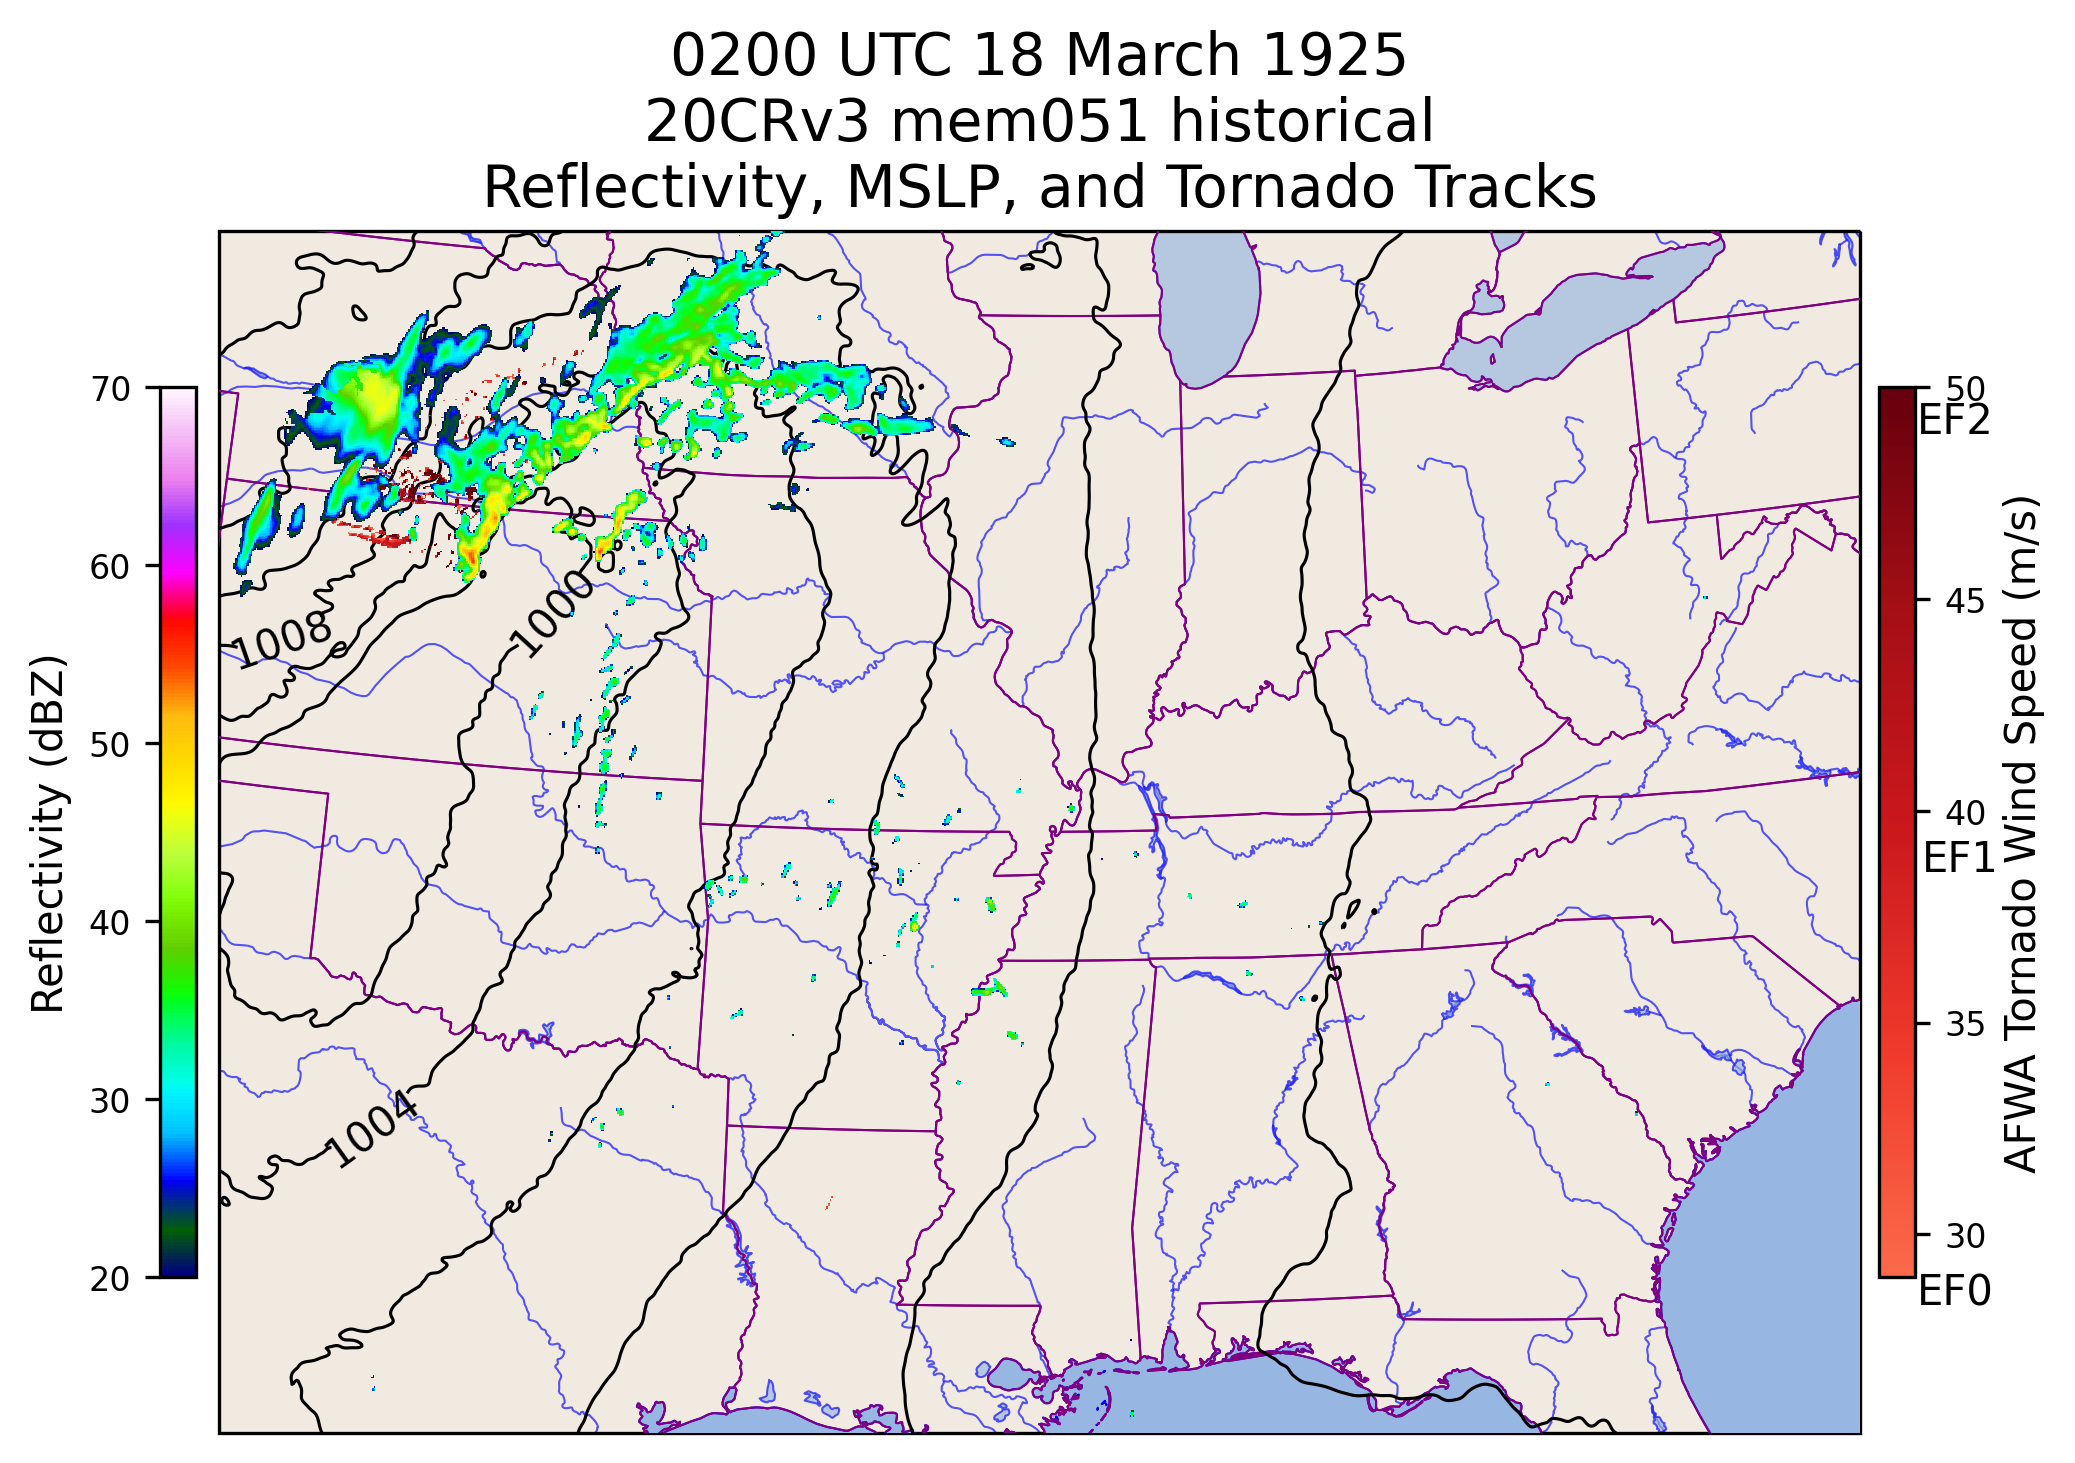 0200 UTC 18 March 1925
20CRv3 mem051 historical
Reflectivity, MSLP, and Tornado Tracks
Reflectivity (dBZ)
70
60
50
40
30
20
1008
1000
1004
50
EF2
45
40
EF1
35
30
EF0
AFWA Tornado Wind Speed (m/s)